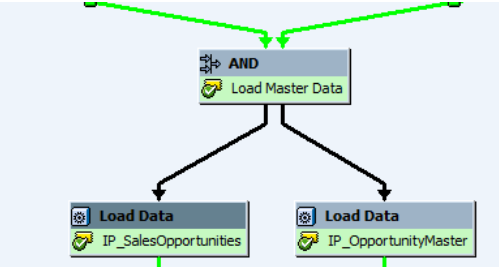 AND
Load Master Data
Load Data
IP_SalesOpportunities
Load Data
IP_OpportunityMaster